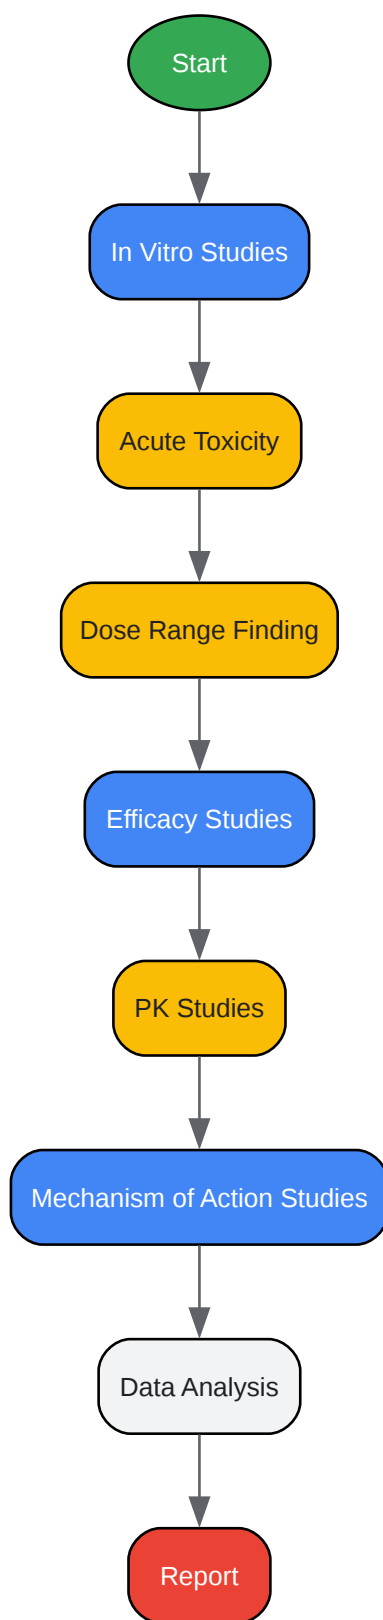 Start
In Vitro Studies
Acute Toxicity
Dose Range Finding
Efficacy Studies
PK Studies
Mechanism of Action Studies
Data Analysis
Report